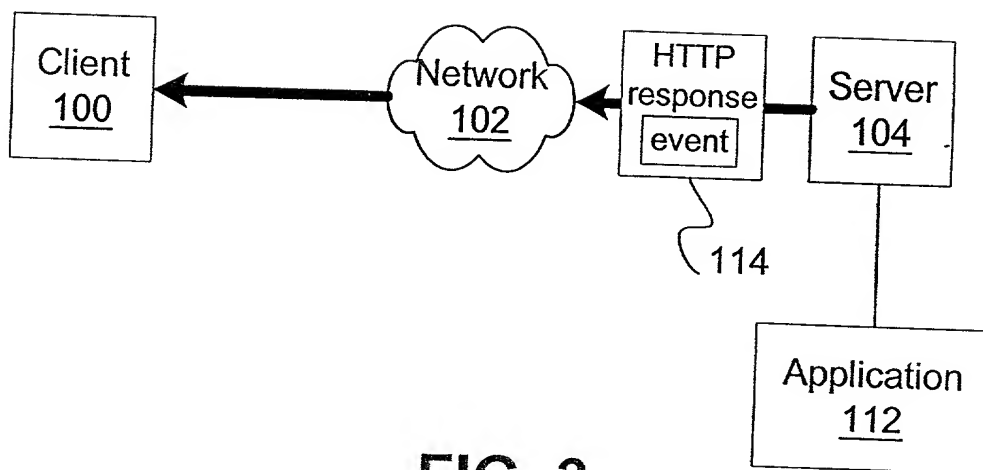 Client
100
Network
102
HTTP
response
event
Server
104
114
Application
112